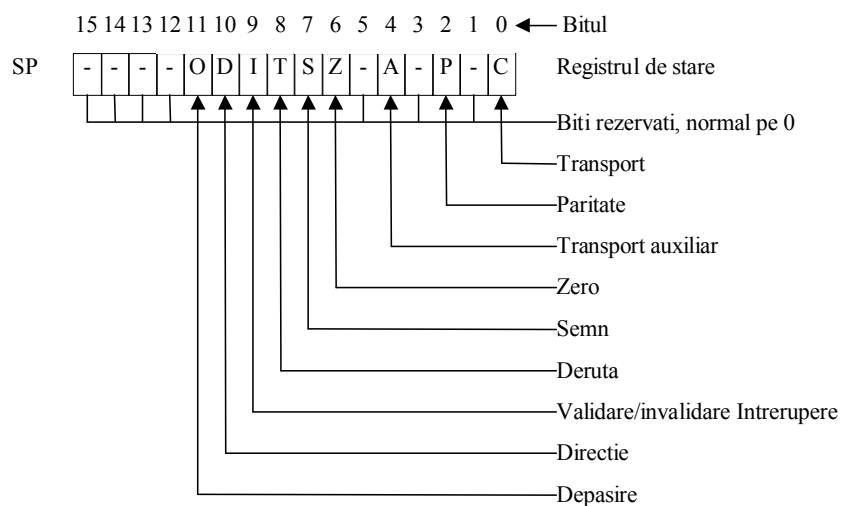 15 14 13 12 11 10 9 8 7 6 5 4 3 2 1 0 Bitul
SP - - - - O D I T S Z - A - P - C Registrul de stare
Biti rezervati, normal pe 0
Transport
Paritate
Transport auxiliar
Zero
Semn
Deruta
Validare/invalidare Intrerupere
Directie
Depasire